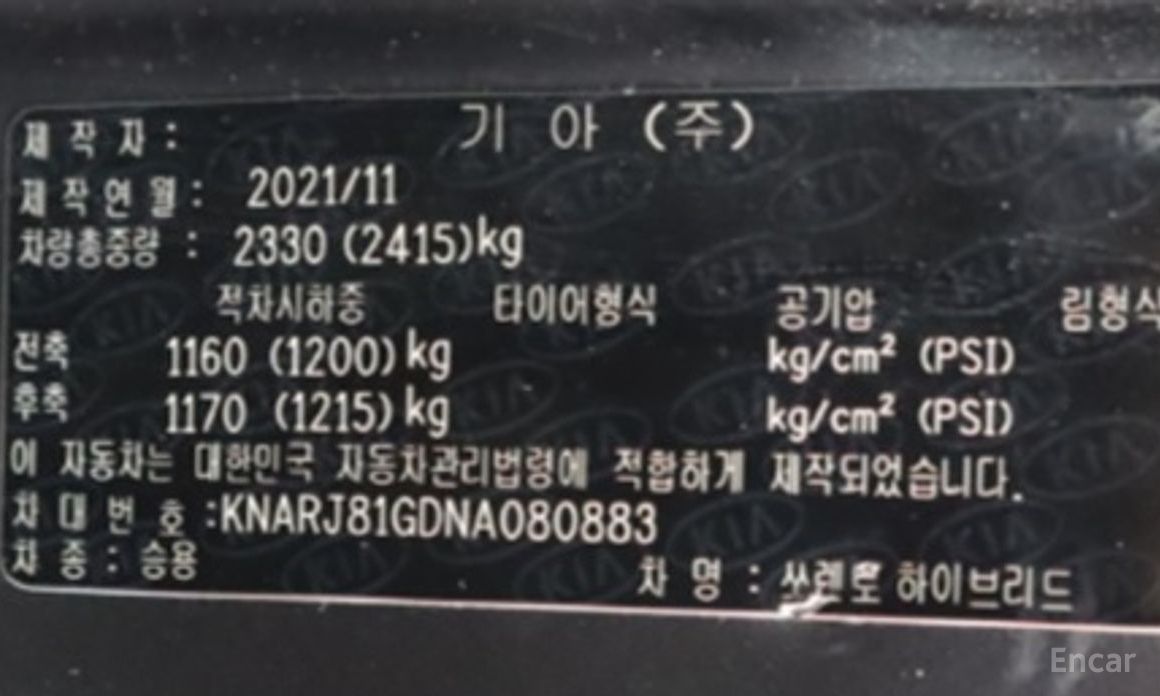 제작자 : 기아 (주)
제작연월 : 2021/11
차량총중량 : 2330 (2415)kg
적차시하중 타이어형식 공기압 림형식
전축 1160 (1200)kg kg/cm² (PSI)
후축 1170 (1215)kg kg/cm² (PSI)
이 자동차는 대한민국 자동차관리법령에 적합하게 제작되었습니다.
차대번호 :KNARJ81GDNA080883
차종 : 승용 차명 : 쏘렌토 하이브리드
Encar